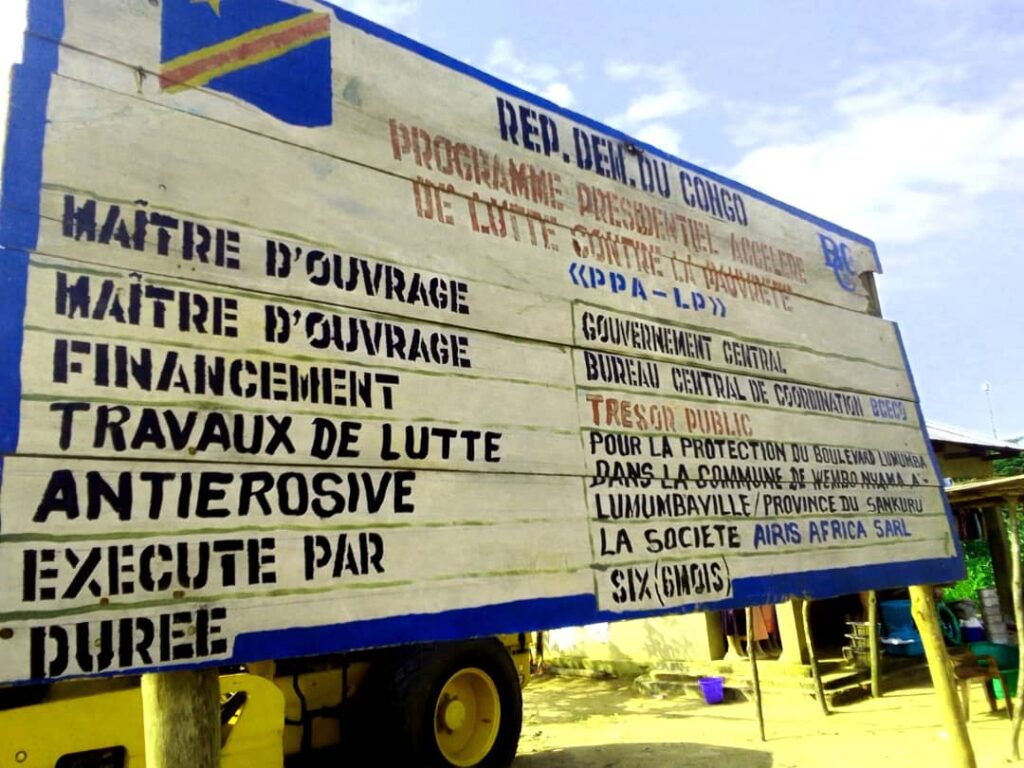 REP.DEM.DU CONGO
PROGRAMME PRESIDENTIEL ACCELERE
DE LUTTE CONTRE LA PAUVRETE
«PPA-LP»
MAÎTRE D'OUVRAGE GOUVERNEMENT CENTRAL
MAÎTRE D'OUVRAGE BUREAU CENTRAL DE COORDINATION BCECO
FINANCEMENT TRESOR PUBLIC
TRAVAUX DE LUTTE POUR LA PROTECTION DU BOULEVARD LUMUMBA
DANS LA COMMUNE DE WEMBO NYAMA A-
ANTIEROSIVE LUMUMBAVILLE/PROVINCE DU SANKURU
EXECUTE PAR LA SOCIETE AIRIS AFRICA SARL
DUREE SIX(6MOIS)